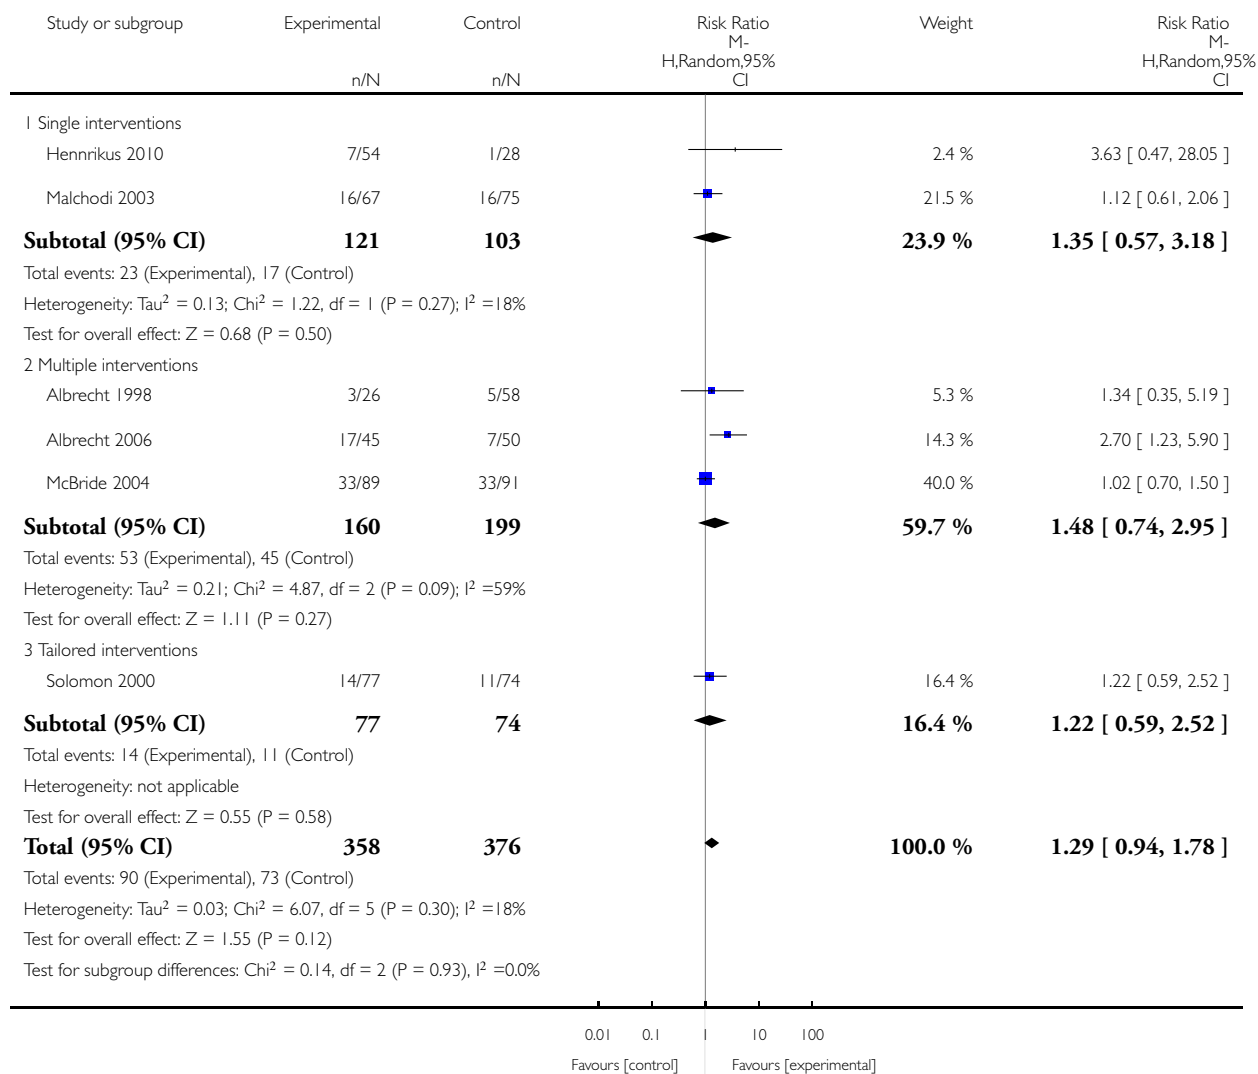 Study or subgroup Experimental Control Risk Ratio Weight Risk Ratio
M- M-
H,Random,95% H,Random,95%
n/N n/N CI CI
1 Single interventions
Hennrikus 2010 7/54 1/28 2.4 % 3.63 [ 0.47, 28.05 ]
Malchodi 2003 16/67 16/75 21.5 % 1.12 [ 0.61, 2.06 ]
Subtotal (95% CI) 121 103 23.9 % 1.35 [ 0.57, 3.18 ]
Total events: 23 (Experimental), 17 (Control)
Heterogeneity: Tau² = 0.13; Chi² = 1.22, df = 1 (P = 0.27); I² =18%
Test for overall effect: Z = 0.68 (P = 0.50)
2 Multiple interventions
Albrecht 1998 3/26 5/58 5.3 % 1.34 [ 0.35, 5.19 ]
Albrecht 2006 17/45 7/50 14.3 % 2.70 [ 1.23, 5.90 ]
McBride 2004 33/89 33/91 40.0 % 1.02 [ 0.70, 1.50 ]
Subtotal (95% CI) 160 199 59.7 % 1.48 [ 0.74, 2.95 ]
Total events: 53 (Experimental), 45 (Control)
Heterogeneity: Tau² = 0.21; Chi² = 4.87, df = 2 (P = 0.09); I² =59%
Test for overall effect: Z = 1.11 (P = 0.27)
3 Tailored interventions
Solomon 2000 14/77 11/74 16.4 % 1.22 [ 0.59, 2.52 ]
Subtotal (95% CI) 77 74 16.4 % 1.22 [ 0.59, 2.52 ]
Total events: 14 (Experimental), 11 (Control)
Heterogeneity: not applicable
Test for overall effect: Z = 0.55 (P = 0.58)
Total (95% CI) 358 376 100.0 % 1.29 [ 0.94, 1.78 ]
Total events: 90 (Experimental), 73 (Control)
Heterogeneity: Tau² = 0.03; Chi² = 6.07, df = 5 (P = 0.30); I² =18%
Test for overall effect: Z = 1.55 (P = 0.12)
Test for subgroup differences: Chi² = 0.14, df = 2 (P = 0.93), I² =0.0%
0.01 0.1 1 10 100
Favours [control] Favours [experimental]